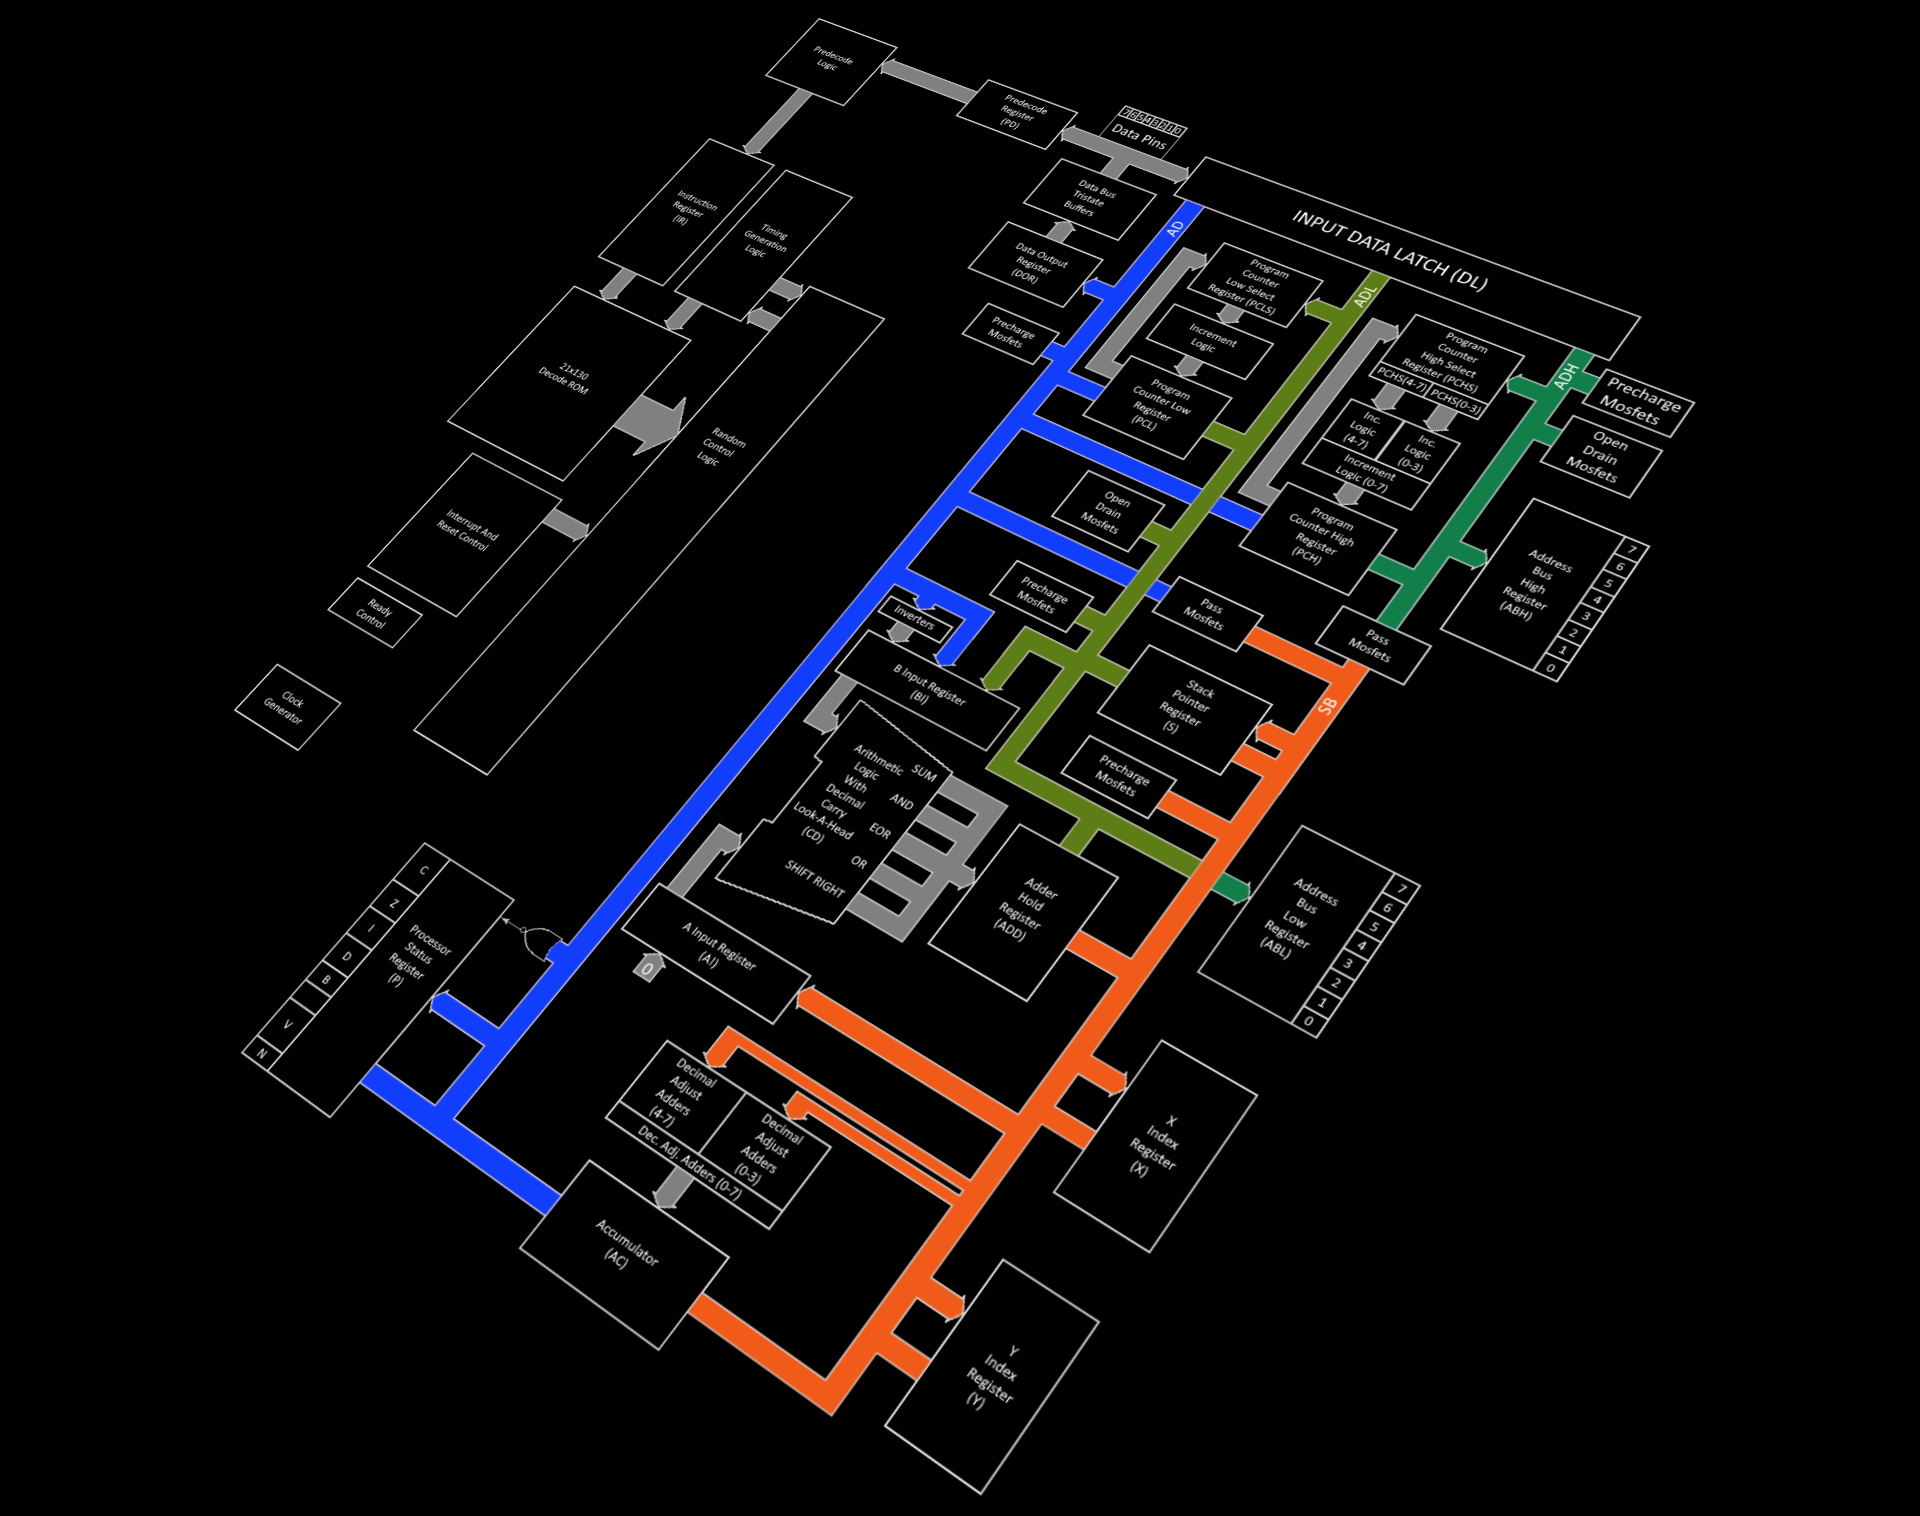 Predecode
Logic
Predecode
Register
(PD)
7 6 5 4 3 2 1 0
Data Pins
Instruction
Register
(IR)
Timing
Generation
Logic
Data Bus
Tristate
Buffers
Data Output
Register
(DOR)
Precharge
Mosfets
INPUT DATA LATCH (DL)
AD
ADL
ADH
SB
Program
Counter
Low Select
Register (PCLS)
Increment
Logic
Program
Counter Low
Register
(PCL)
Program
Counter
High Select
Register (PCHS)
PCHS(4-7)
PCHS(0-3)
Inc.
Logic
(4-7)
Inc.
Logic
(0-3)
Increment
Logic (0-7)
Program
Counter High
Register
(PCH)
Precharge
Mosfets
Open
Drain
Mosfets
Address
Bus
High
Register
(ABH)
7
6
5
4
3
2
1
0
21x130
Decode ROM
Random
Control
Logic
Interrupt And
Reset Control
Ready
Control
Clock
Generator
Open
Drain
Mosfets
Precharge
Mosfets
Pass
Mosfets
Pass
Mosfets
Inverters
B Input Register
(BI)
Stack
Pointer
Register
(S)
Precharge
Mosfets
Arithmetic
Logic
With
Decimal
Carry
Look-A-Head
(CD)
SUM
AND
EOR
OR
SHIFT RIGHT
Adder
Hold
Register
(ADD)
Address
Bus
Low
Register
(ABL)
7
6
5
4
3
2
1
0
A Input Register
(AI)
0
C
Z
I
D
B
V
N
Processor
Status
Register
(P)
Decimal
Adjust
Adders
(4-7)
Decimal
Adjust
Adders
(0-3)
Dec. Adj. Adders (0-7)
Accumulator
(AC)
X
Index
Register
(X)
Y
Index
Register
(Y)